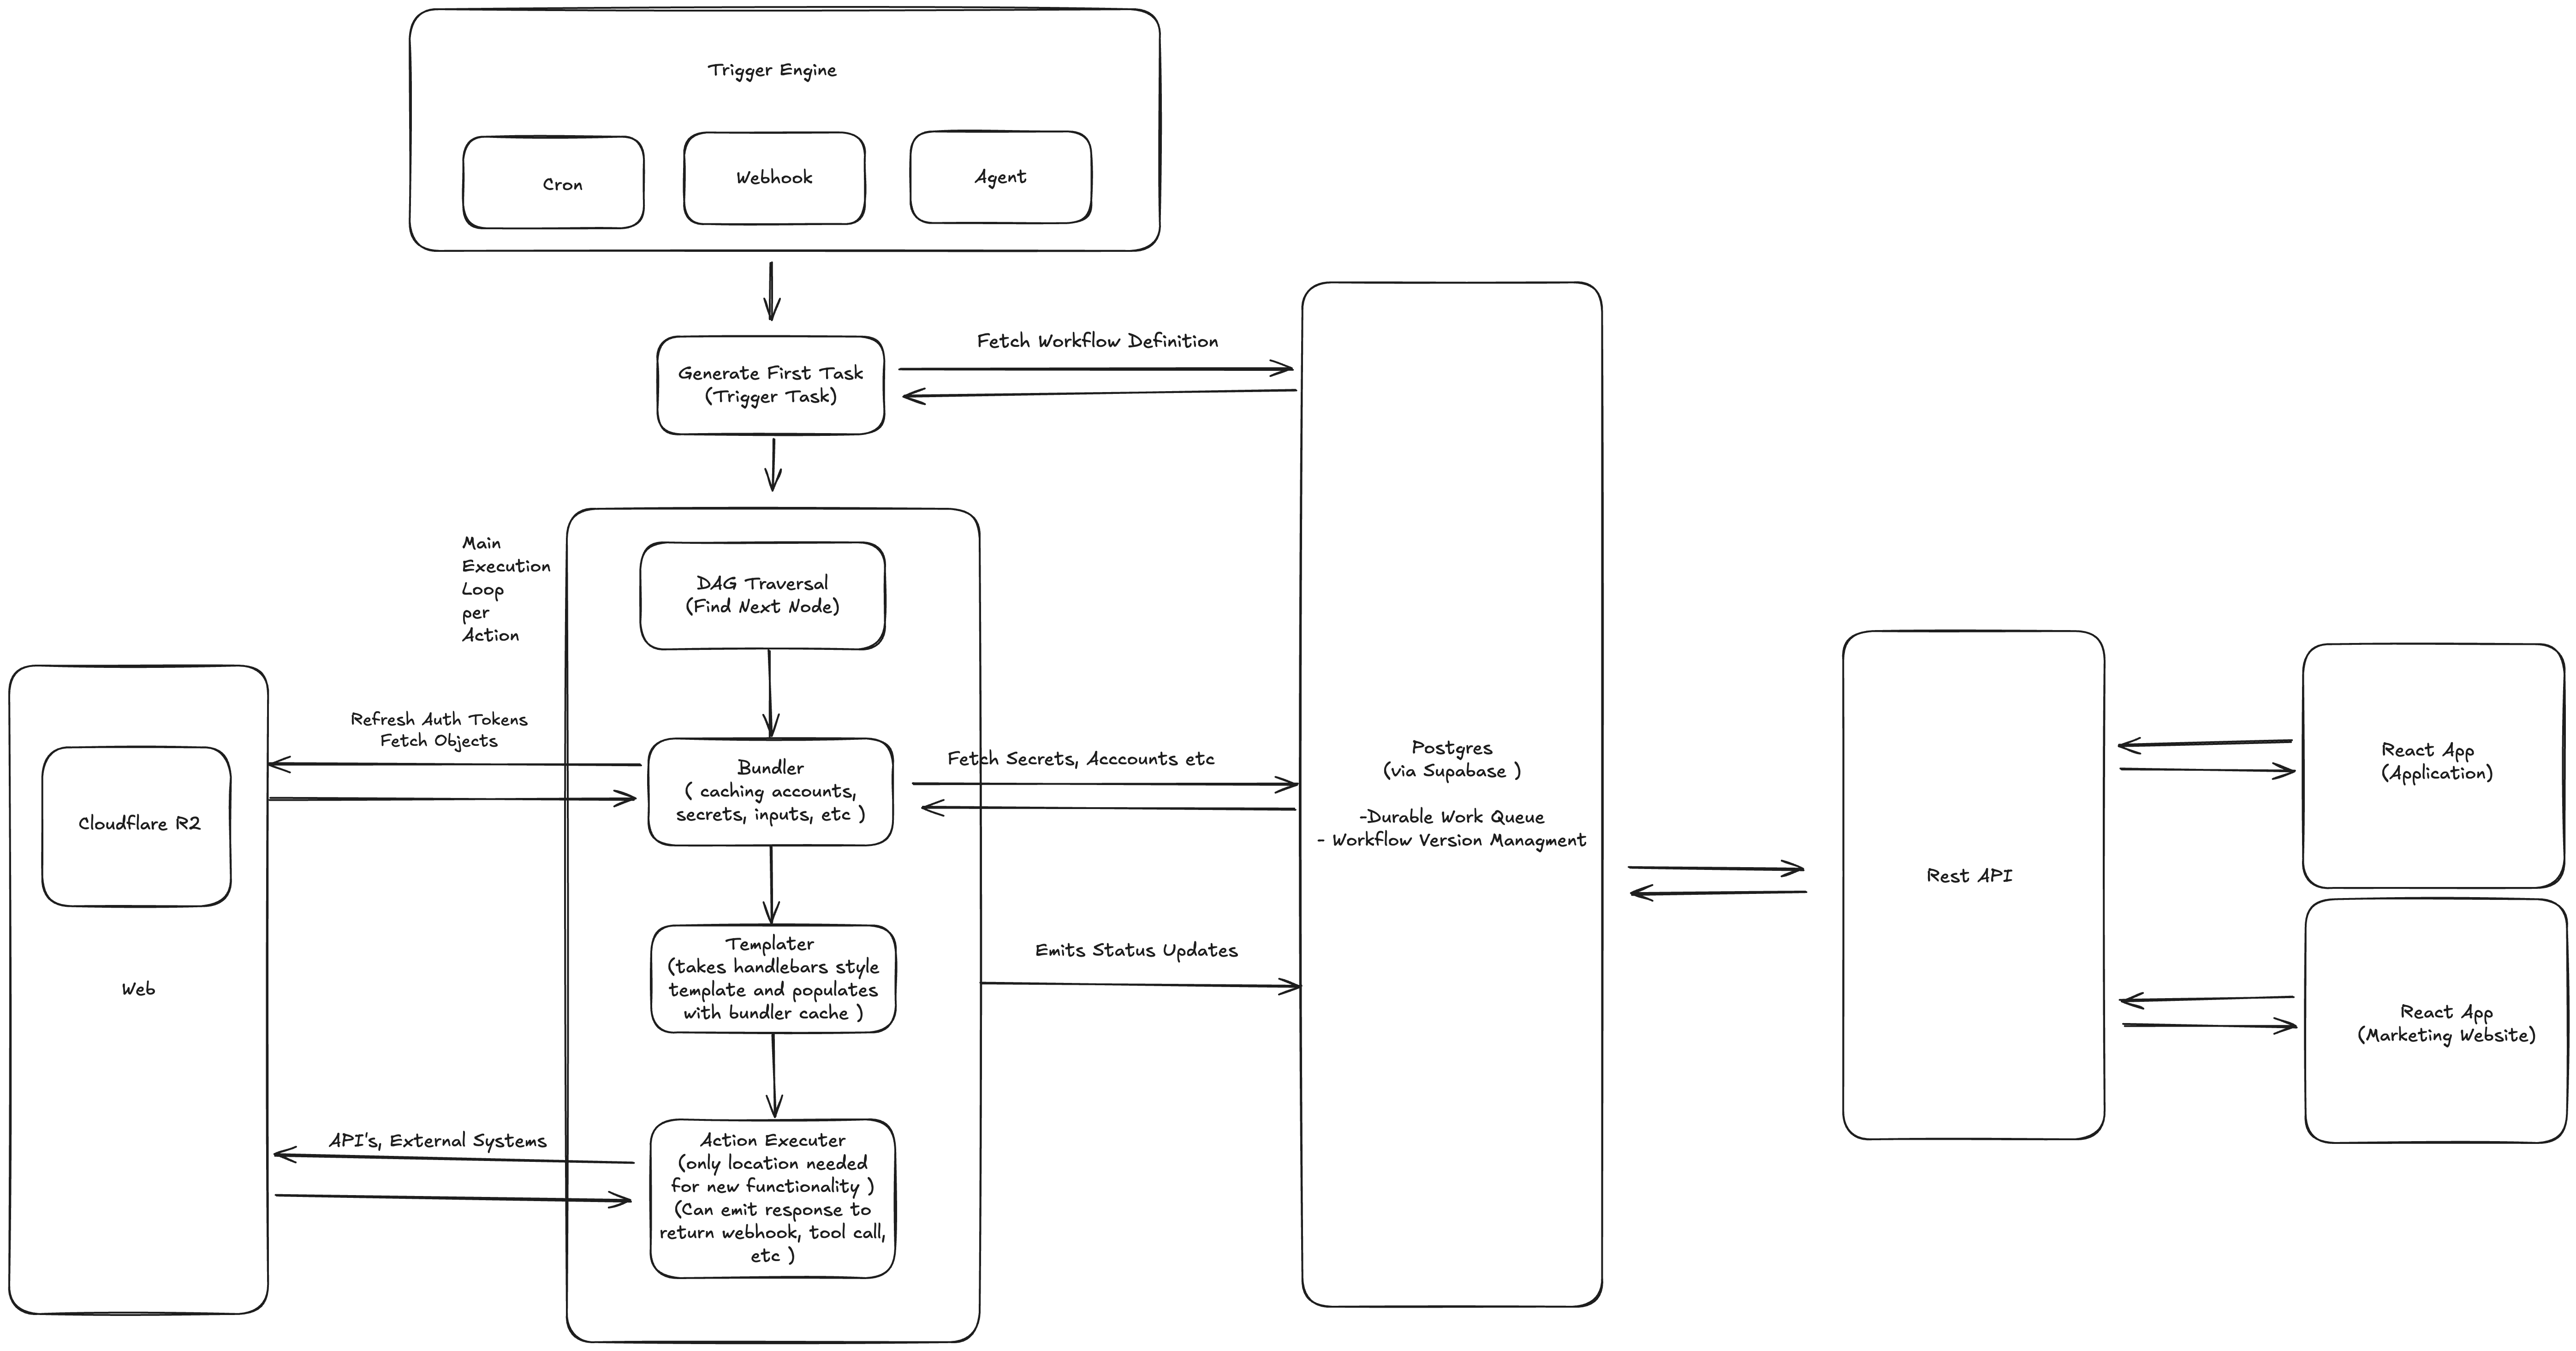 Trigger Engine
Cron
Webhook
Agent
Generate First Task
(Trigger Task)
Fetch Workflow Definition
Main
Execution
Loop
per
Action
DAG Traversal
(Find Next Node)
Refresh Auth Tokens
Fetch Objects
Bundler
( caching accounts,
secrets, inputs, etc )
Fetch Secrets, Acccounts etc
Cloudflare R2
Web
Templater
(takes handlebars style
template and populates
with bundler cache )
Emits Status Updates
API's, External Systems
Action Executer
(only location needed
for new functionality )
(Can emit response to
return webhook, tool call,
etc )
Postgres
(via Supabase )
-Durable Work Queue
- Workflow Version Managment
Rest API
React App
(Application)
React App
(Marketing Website)